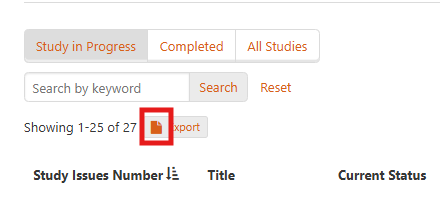 Study in Progress Completed All Studies
Search by keyword Search Reset
Showing 1-25 of 27 xport
Study Issues Number Title Current Status